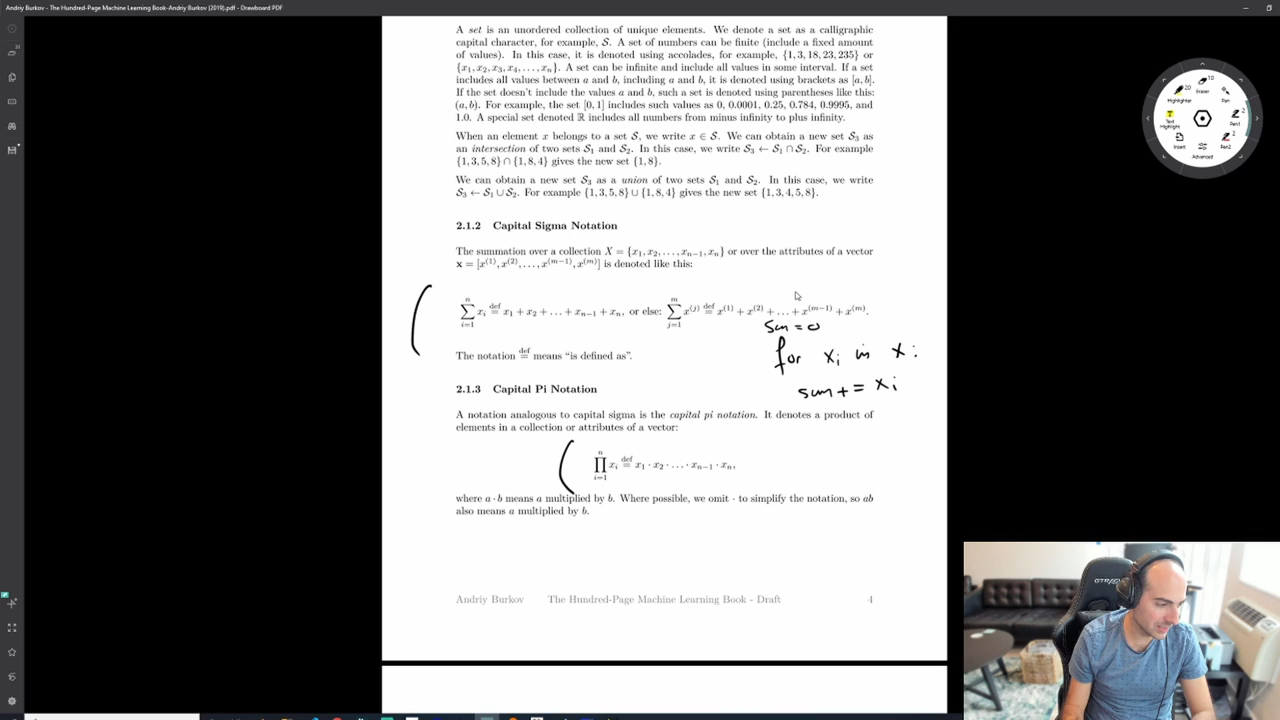 Andriy Burkov - The Hundred-Page Machine Learning Book-Andriy Burkov (2019).pdf - Drawboard PDF
A set is an unordered collection of unique elements. We denote a set as a calligraphic
capital character, for example, 𝒮. A set of numbers can be finite (include a fixed amount
of values). In this case, it is denoted using accolades, for example, {1, 3, 18, 23, 235} or
{x₁, x₂, x₃, x₄, . . . , xₙ}. A set can be infinite and include all values in some interval. If a set
includes all values between a and b, including a and b, it is denoted using brackets as [a, b].
If the set doesn't include the values a and b, such a set is denoted using parentheses like this:
(a, b). For example, the set [0, 1] includes such values as 0, 0.0001, 0.25, 0.784, 0.9995, and
1.0. A special set denoted ℝ includes all numbers from minus infinity to plus infinity.
When an element x belongs to a set 𝒮, we write x ∈ 𝒮. We can obtain a new set 𝒮₃ as
an intersection of two sets 𝒮₁ and 𝒮₂. In this case, we write 𝒮₃ ← 𝒮₁ ∩ 𝒮₂. For example
{1, 3, 5, 8} ∩ {1, 8, 4} gives the new set {1, 8}.
We can obtain a new set 𝒮₃ as a union of two sets 𝒮₁ and 𝒮₂. In this case, we write
𝒮₃ ← 𝒮₁ ∪ 𝒮₂. For example {1, 3, 5, 8} ∪ {1, 8, 4} gives the new set {1, 3, 4, 5, 8}.
2.1.2 Capital Sigma Notation
The summation over a collection X = {x₁, x₂, . . . , xₙ₋₁, xₙ} or over the attributes of a vector
x = [x⁽¹⁾, x⁽²⁾, . . . , x⁽ᵐ⁻¹⁾, x⁽ᵐ⁾] is denoted like this:
n ∑ i=1 xᵢ def= x₁ + x₂ + . . . + xₙ₋₁ + xₙ, or else: m ∑ j=1 x⁽ʲ⁾ def= x⁽¹⁾ + x⁽²⁾ + . . . + x⁽ᵐ⁻¹⁾ + x⁽ᵐ⁾.
sum = 0
for xᵢ in X:
The notation def= means "is defined as".
sum += xᵢ
2.1.3 Capital Pi Notation
A notation analogous to capital sigma is the capital pi notation. It denotes a product of
elements in a collection or attributes of a vector:
n ∏ i=1 xᵢ def= x₁ · x₂ · . . . · xₙ₋₁ · xₙ,
where a · b means a multiplied by b. Where possible, we omit · to simplify the notation, so ab
also means a multiplied by b.
Andriy Burkov The Hundred-Page Machine Learning Book - Draft 4
Highlighter
20
Eraser
10
Pen
Text Highlight
Pen1
2
Insert
Pen2
2
Advanced